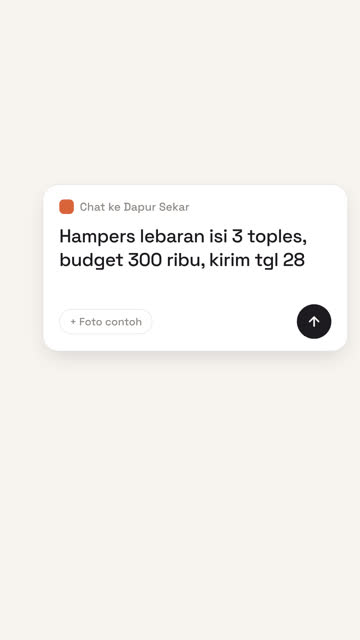 Chat ke Dapur Sekar
Hampers lebaran isi 3 toples,
budget 300 ribu, kirim tgl 28
+ Foto contoh